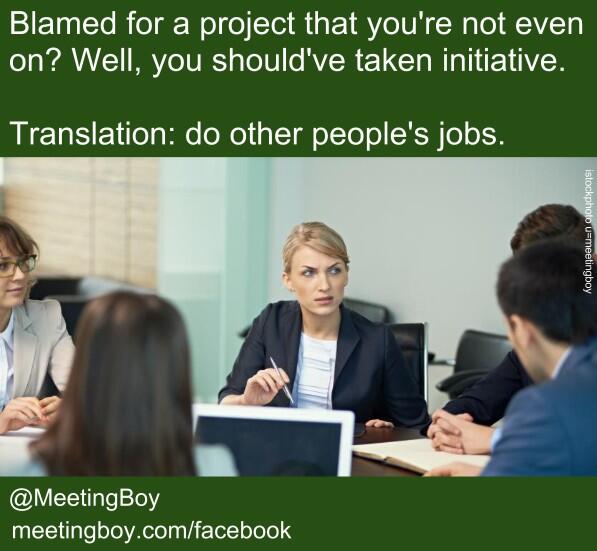 Blamed for a project that you're not even
on? Well, you should've taken initiative.
Translation: do other people's jobs.
istockphoto u=meetingboy
@MeetingBoy
meetingboy.com/facebook